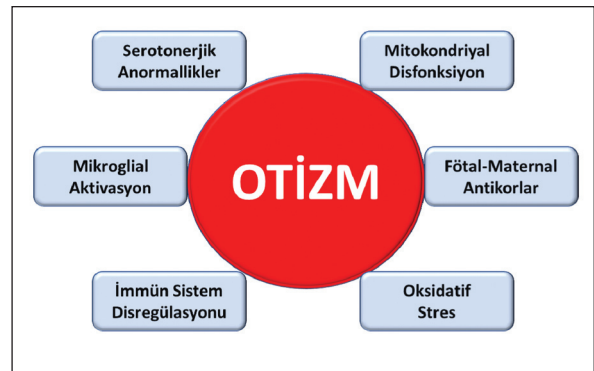 Serotonerjik
Anormallikler
Mitokondriyal
Disfonksiyon
Mikroglial
Aktivasyon
OTİZM
Fötal-Maternal
Antikorlar
İmmün Sistem
Disregülasyonu
Oksidatif
Stres